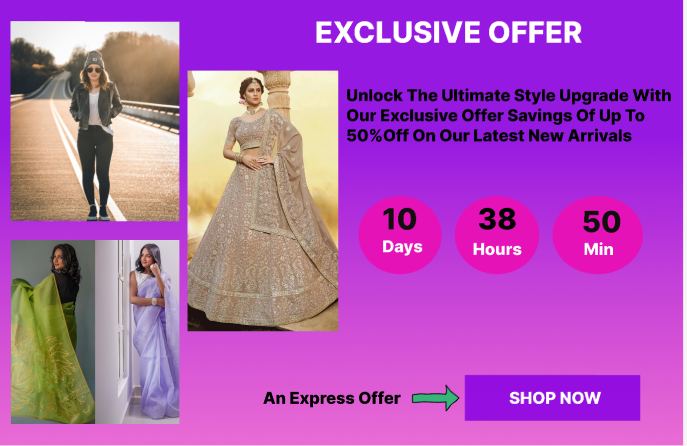 EXCLUSIVE OFFER
Unlock The Ultimate Style Upgrade With
Our Exclusive Offer Savings Of Up To
50%Off On Our Latest New Arrivals
10 38 50
Days Hours Min
An Express Offer SHOP NOW